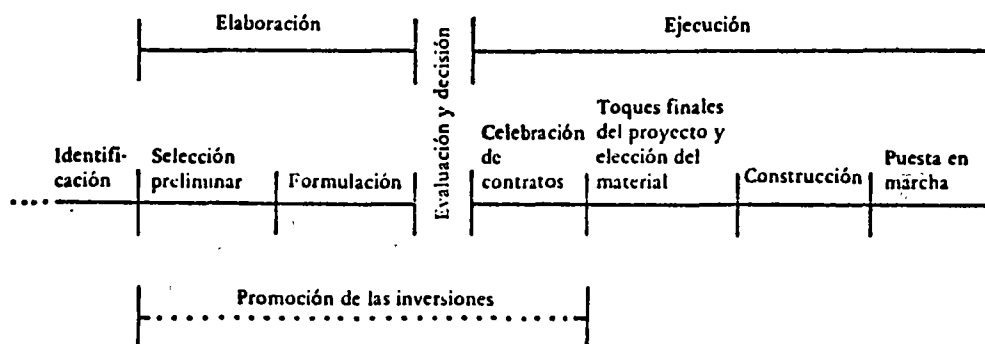 Elaboración
Ejecución
Evaluación y decisión
Identifi-
cación
Selección
preliminar
Formulación
Celebración
de
contratos
Toques finales
del proyecto y
elección del
material
Construcción
Puesta en
marcha
Promoción de las inversiones